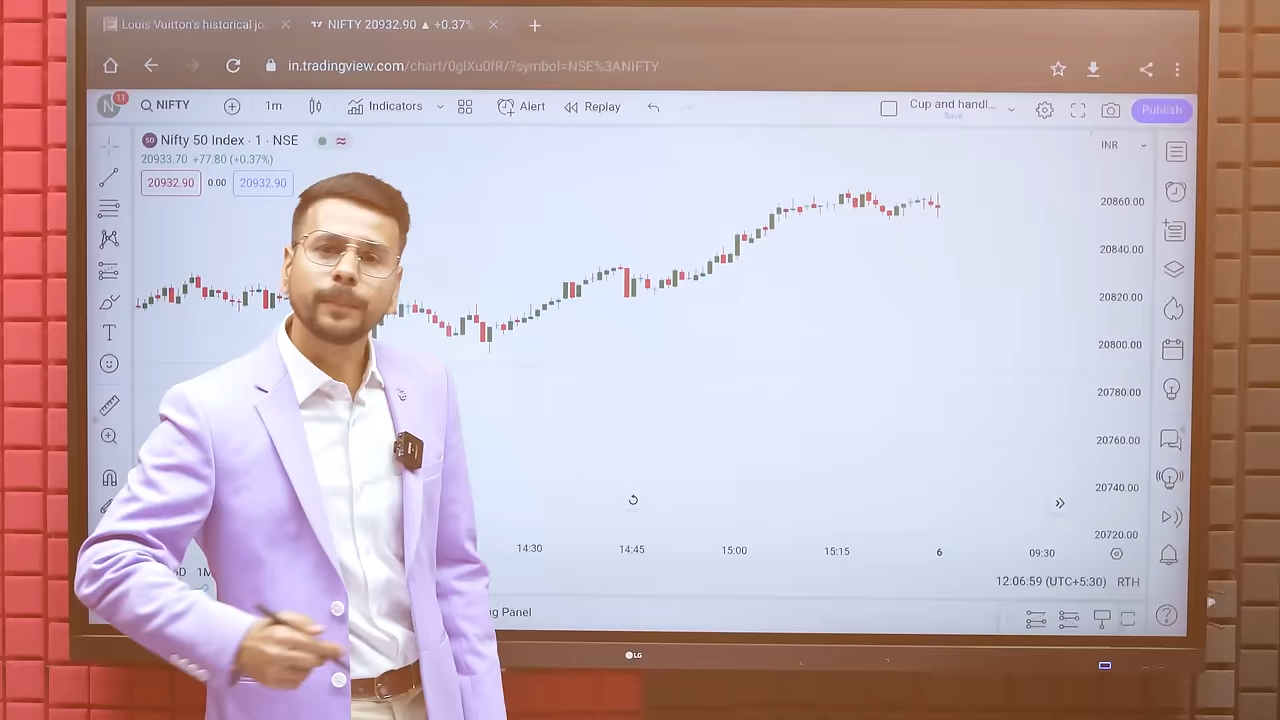 Louis Vuitton's historical jo
NIFTY 20932.90 ▲ +0.37%
in.tradingview.com/chart/0glXu0fR/?symbol=NSE%3ANIFTY
N 11 NIFTY 1m Indicators Alert Replay Cup and handl... Publish
Save
50 Nifty 50 Index · 1 · NSE INR
20933.70 +77.80 (+0.37%)
20932.90 0.00 20932.90
20860.00
20840.00
20820.00
20800.00
20780.00
20760.00
20740.00
20720.00
14:30 14:45 15:00 15:15 6 09:30
12:06:59 (UTC+5:30) RTH
LG